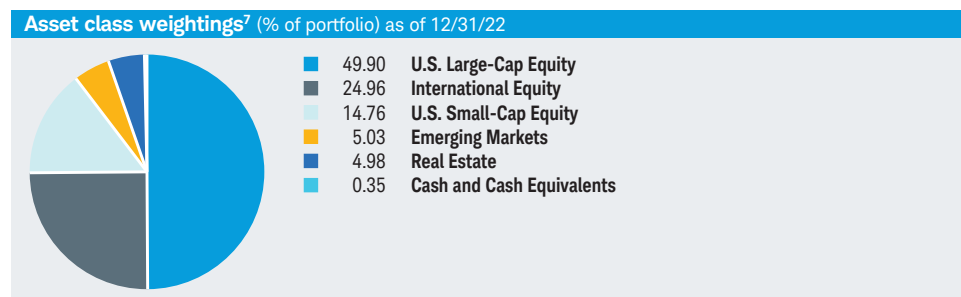 Asset class weightings⁷ (% of portfolio) as of 12/31/22
49.90 U.S. Large-Cap Equity
24.96 International Equity
14.76 U.S. Small-Cap Equity
5.03 Emerging Markets
4.98 Real Estate
0.35 Cash and Cash Equivalents